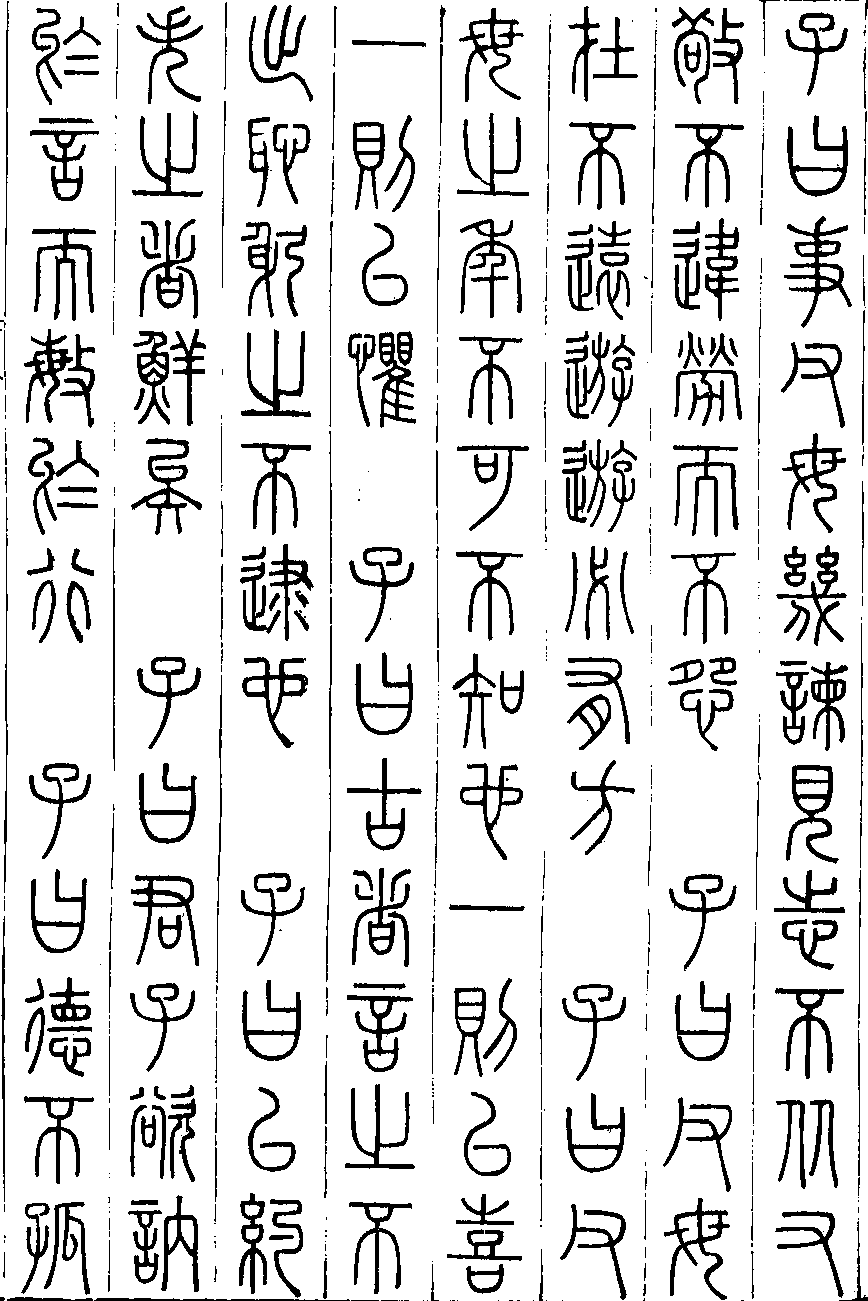 子曰事父母幾諫見志不从又
敬不違勞而不怨　子曰父母
在不遠遊遊必有方　子曰父
母之年不可不知也一則㠯喜
一則㠯懼　子曰古者言之不
出恥躬之不逮也　子曰㠯約
失之者鮮矣　子曰君子欲訥
於言而敏於行　子曰德不孤